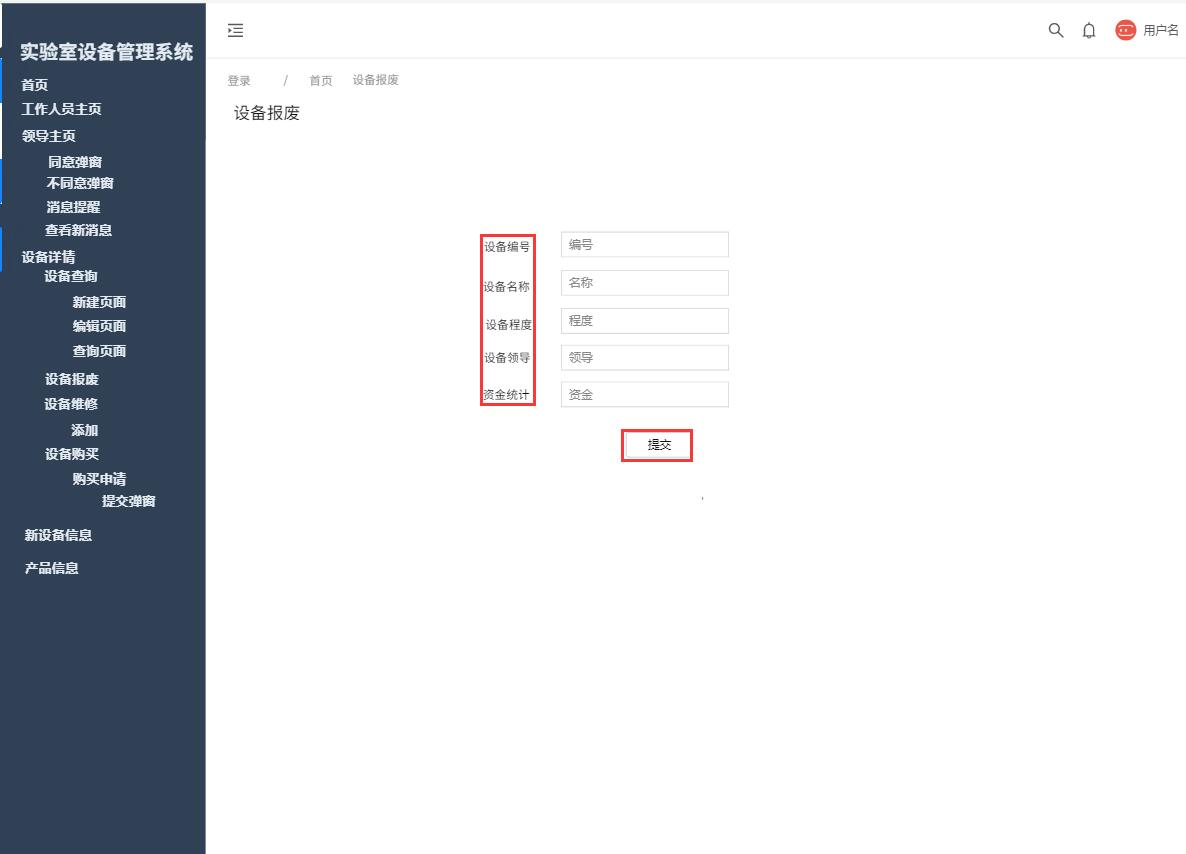 实验室设备管理系统
首页
工作人员主页
领导主页
同意弹窗
不同意弹窗
消息提醒
查看新消息
设备详情
设备查询
新建页面
编辑页面
查询页面
设备报废
设备维修
添加
设备购买
购买申请
提交弹窗
新设备信息
产品信息
用户名
登录 / 首页 设备报废
设备报废
设备编号 编号
设备名称 名称
设备程度 程度
设备领导 领导
资金统计 资金
提交
,